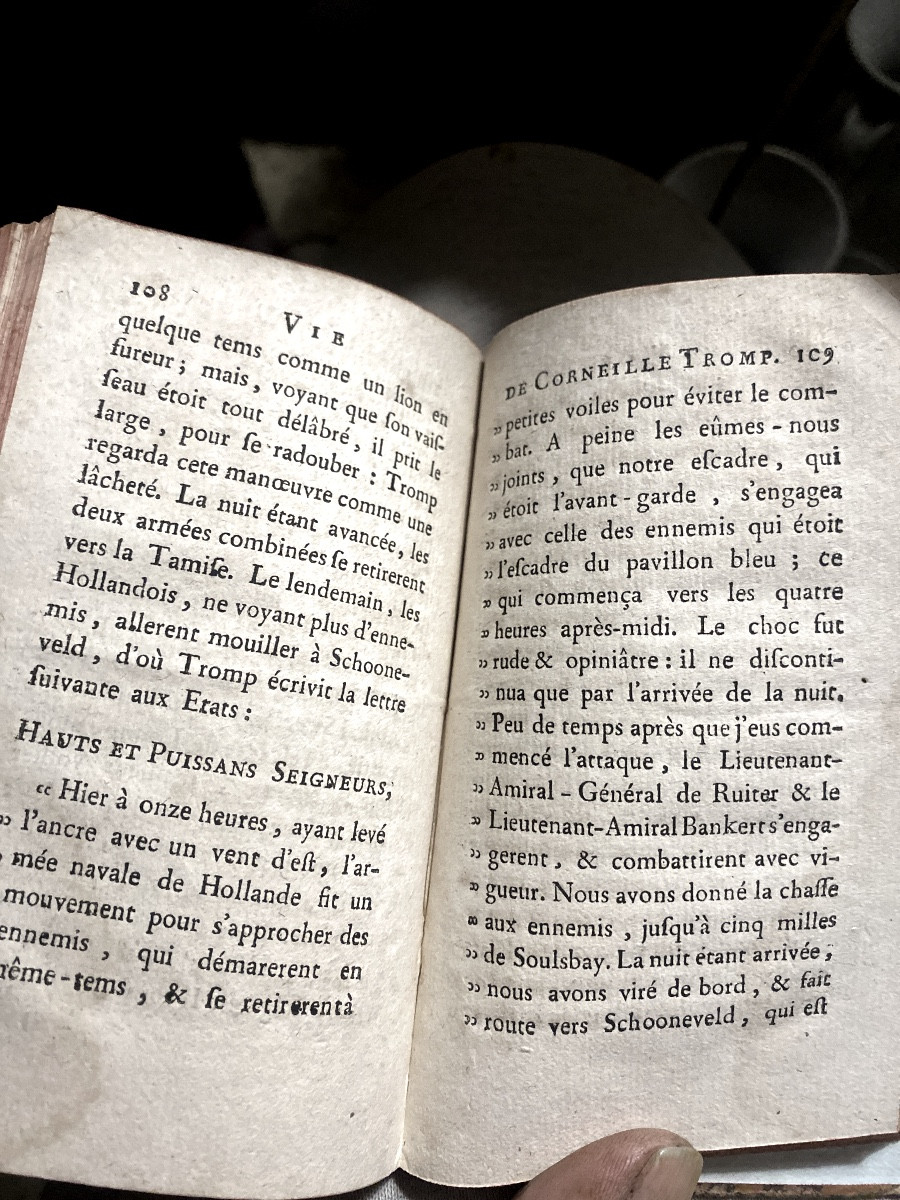 108
VIE
quelque tems comme un lion en
fureur ; mais, voyant que ſon vaiſ-
ſeau étoit tout délâbré, il prit le
large, pour ſe radouber : Tromp
regarda cete manœuvre comme une
lâcheté. La nuit étant avancée, les
deux armées combinées ſe retirerent
vers la Tamiſe. Le lendemain, les
Hollandois, ne voyant plus d'enne-
mis, allerent mouiller à Schoone-
veld, d'où Tromp écrivit la lettre
ſuivante aux Etats :
HAUTS ET PUISSANS SEIGNEURS,
« Hier à onze heures, ayant levé
» l'ancre avec un vent d'eſt, l'ar-
» mée navale de Hollande fit un
mouvement pour s'approcher des
ennemis, qui démarerent en
même-tems, & ſe retirerent à
DE CORNEILLE TROMP. 109
» petites voiles pour éviter le com-
» bat. A peine les eûmes-nous
» joints, que notre eſcadre, qui
» étoit l'avant-garde, s'engagea
» avec celle des ennemis qui étoit
» l'eſcadre du pavillon bleu ; ce
» qui commença vers les quatre
» heures après-midi. Le choc fut
» rude & opiniâtre : il ne diſconti-
» nua que par l'arrivée de la nuit.
» Peu de temps après que j'eus com-
» mencé l'attaque, le Lieutenant-
» Amiral-Général de Ruiter & le
» Lieutenant-Amiral Bankert s'enga-
» gerent, & combattirent avec vi-
» gueur. Nous avons donné la chaſſe
» aux ennemis, juſqu'à cinq milles
» de Soulsbay. La nuit étant arrivée,
» nous avons viré de bord, & fait
» route vers Schooneveld, qui eſt